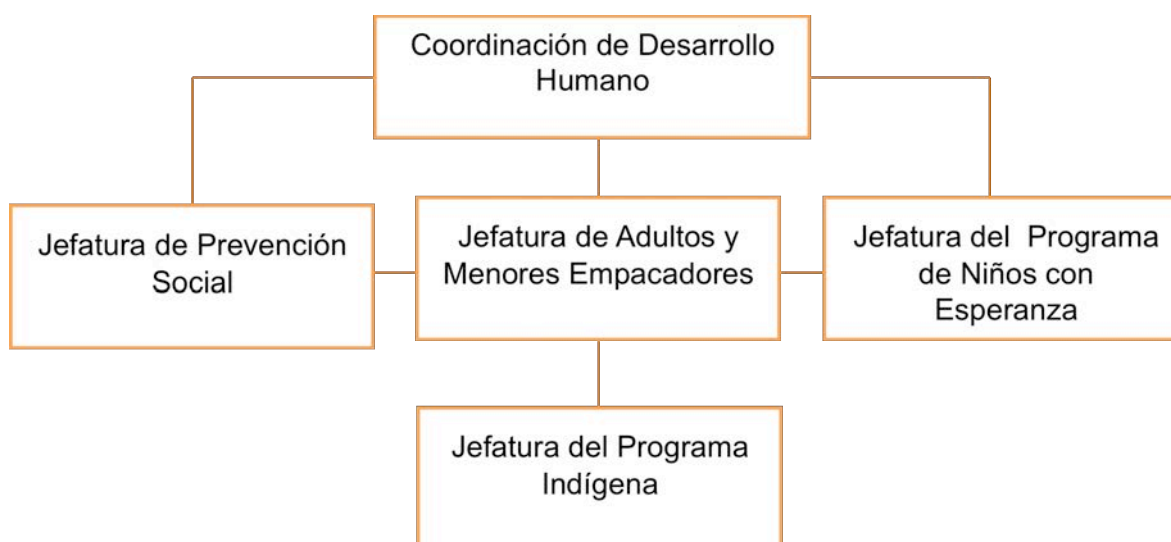 Coordinación de Desarrollo
Humano
Jefatura de Prevención
Social
Jefatura de Adultos y
Menores Empacadores
Jefatura del  Programa
de Niños con
Esperanza
Jefatura del Programa
Indígena